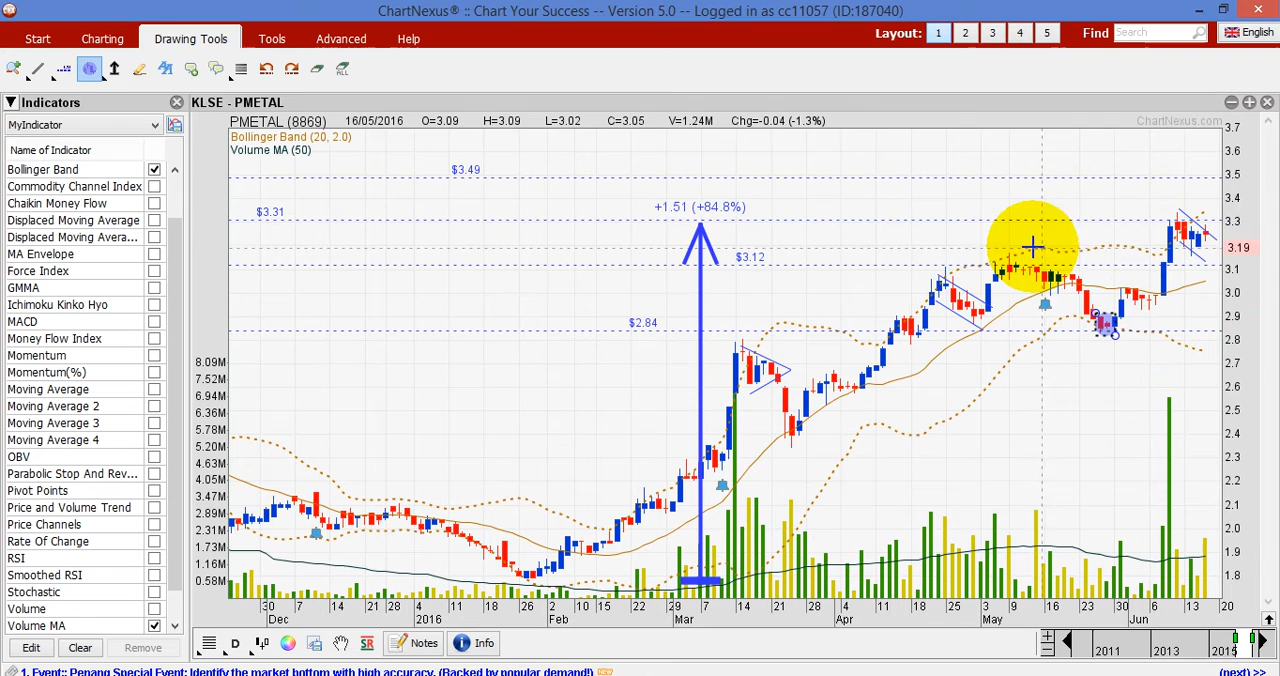 ChartNexus® :: Chart Your Success -- Version 5.0 -- Logged in as cc11057 (ID:187040)
Start Charting Drawing Tools Tools Advanced Help Layout: 1 2 3 4 5 Find Search English
ALL
Indicators
MyIndicator
Name of Indicator
Bollinger Band
Commodity Channel Index
Chaikin Money Flow
Displaced Moving Average
Displaced Moving Avera...
MA Envelope
Force Index
GMMA
Ichimoku Kinko Hyo
MACD
Money Flow Index
Momentum
Momentum(%)
Moving Average
Moving Average 2
Moving Average 3
Moving Average 4
OBV
Parabolic Stop And Rev...
Pivot Points
Price and Volume Trend
Price Channels
Rate Of Change
RSI
Smoothed RSI
Stochastic
Volume
Volume MA
Edit Clear Remove
KLSE - PMETAL
PMETAL (8869) 16/05/2016 O=3.09 H=3.09 L=3.02 C=3.05 V=1.24M Chg=-0.04 (-1.3%) ChartNexus.com
Bollinger Band (20, 2.0)
Volume MA (50)
$3.49
$3.31
+1.51 (+84.8%)
$3.12
$2.84
3.7
3.6
3.5
3.4
3.3
3.19
3.1
3.0
2.9
2.8
2.7
2.6
2.5
2.4
2.3
2.2
2.1
2.0
1.9
1.8
8.09M
7.52M
6.94M
6.36M
5.78M
5.20M
4.63M
4.05M
3.47M
2.89M
2.31M
1.73M
1.16M
0.58M
30 7 14 21 28 4 11 18 26 2 10 15 22 29 7 14 21 28 4 11 18 25 3 9 16 23 30 6 13 20
Dec 2016 Feb Mar Apr May Jun
D SR Notes Info 2011 2013 2015
1. Event:: Penang Special Event: Identify the market bottom with high accuracy. (Backed by popular demand!) (next) >>